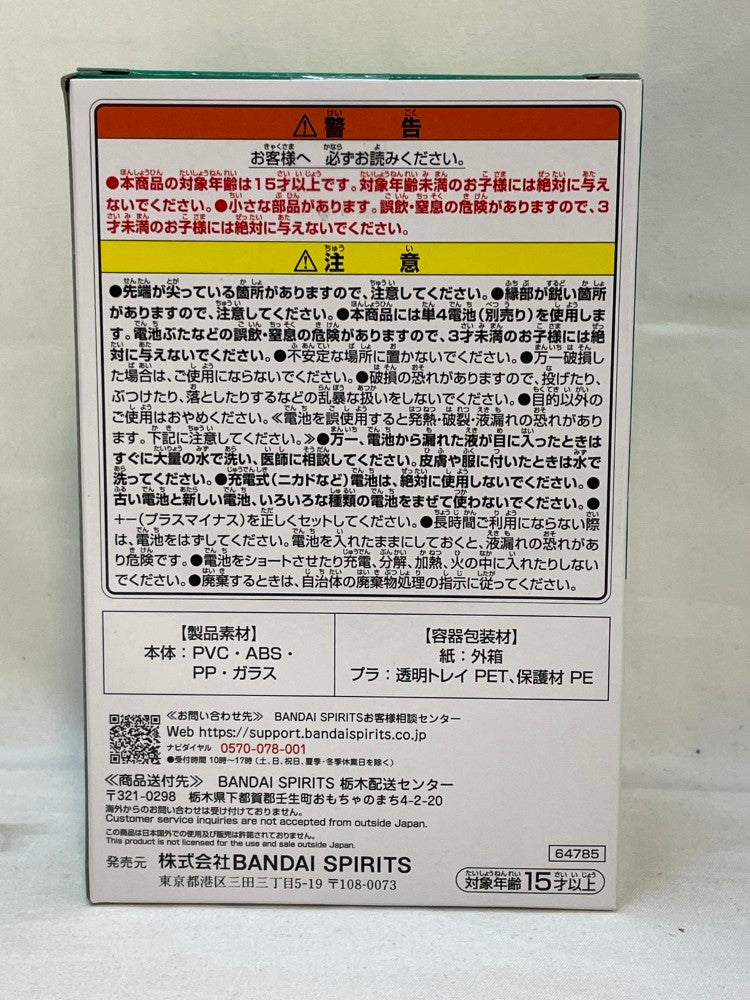 ⚠警告
お客様へ 必ずお読みください。
●本商品の対象年齢は15才以上です。対象年齢未満のお子様には絶対に与え
ないでください。●小さな部品があります。誤飲・窒息の危険がありますので、3
才未満のお子様には絶対に与えないでください。
⚠注意
●先端が尖っている箇所がありますので、注意してください。●縁部が鋭い箇所
がありますので、注意してください。●本商品には単4電池(別売り)を使用しま
す。電池ぶたなどの誤飲・窒息の危険がありますので、3才未満のお子様には絶
対に与えないでください。●不安定な場所に置かないでください。●万一破損し
た場合は、ご使用にならないでください。●破損の恐れがありますので、投げたり、
ぶつけたり、落としたりするなどの乱暴な扱いをしないでください。●目的以外の
ご使用はおやめください。≪電池を誤使用すると発熱・破裂・液漏れの恐れがあり
ます。下記に注意してください。≫●万一、電池から漏れた液が目に入ったときは
すぐに大量の水で洗い、医師に相談してください。皮膚や服に付いたときは水で
洗ってください。●充電式(ニカドなど)電池は、絶対に使用しないでください。●
古い電池と新しい電池、いろいろな種類の電池をまぜて使わないでください。●
+−(プラスマイナス)を正しくセットしてください。●長時間ご利用にならない際
は、電池をはずしてください。電池を入れたままにしておくと、液漏れの恐れがあ
り危険です。●電池をショートさせたり充電、分解、加熱、火の中に入れたりしない
でください。●廃棄するときは、自治体の廃棄物処理の指示に従ってください。
【製品素材】
本体:PVC・ABS・
PP・ガラス
【容器包装材】
紙:外箱
プラ:透明トレイ PET、保護材 PE
≪お問い合わせ先≫ BANDAI SPIRITSお客様相談センター
Web https://support.bandaispirits.co.jp
ナビダイヤル 0570-078-001
●受付時間 10時〜17時(土、日、祝日、夏季・冬季休業日を除く)
≪商品送付先≫ BANDAI SPIRITS 栃木配送センター
〒321-0298 栃木県下都賀郡壬生町おもちゃのまち4-2-20
海外からのお問い合わせは受け付けておりません。
Customer service inquiries are not accepted from outside Japan.
この商品は日本国外での使用及び販売は許諾されておりません。
This product is not licensed for the use and sale outside Japan.
発売元 株式会社BANDAI SPIRITS
東京都港区三田三丁目5-19 〒108-0073
64785
対象年齢15才以上